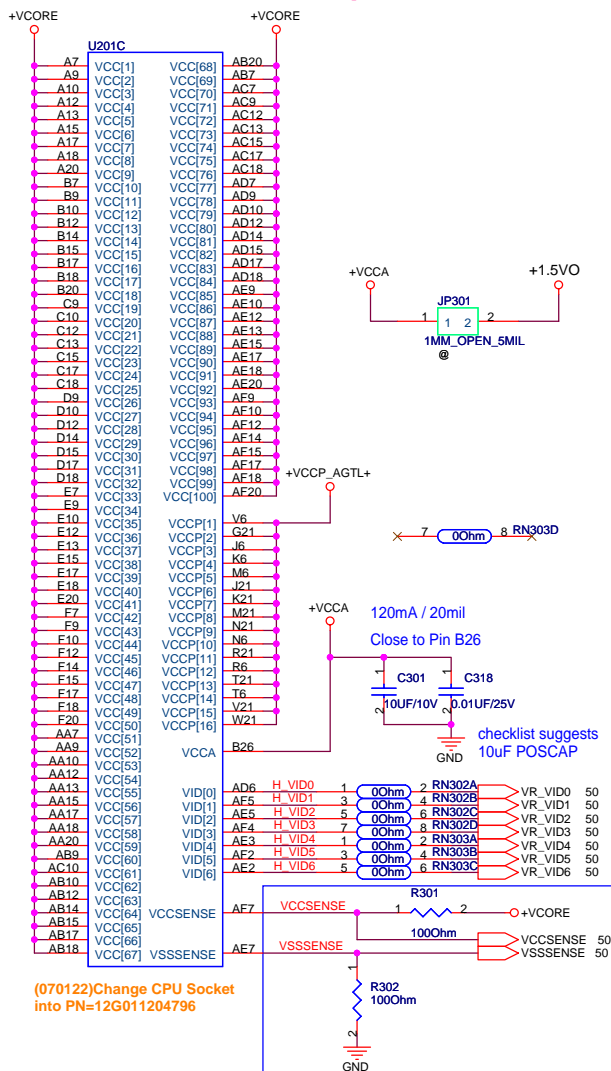 +VCORE +VCORE
U201C
A7 VCC[1] VCC[68] AB20
A9 VCC[2] VCC[69] AB7
A10 VCC[3] VCC[70] AC7
A12 VCC[4] VCC[71] AC9
A13 VCC[5] VCC[72] AC12
A15 VCC[6] VCC[73] AC13
A17 VCC[7] VCC[74] AC15
A18 VCC[8] VCC[75] AC17
A20 VCC[9] VCC[76] AC18
B7 VCC[10] VCC[77] AD7
B9 VCC[11] VCC[78] AD9
B10 VCC[12] VCC[79] AD10
B12 VCC[13] VCC[80] AD12
B14 VCC[14] VCC[81] AD14
B15 VCC[15] VCC[82] AD15
B17 VCC[16] VCC[83] AD17
B18 VCC[17] VCC[84] AD18
B20 VCC[18] VCC[85] AE9
C9 VCC[19] VCC[86] AE10
C10 VCC[20] VCC[87] AE12
C12 VCC[21] VCC[88] AE13
C13 VCC[22] VCC[89] AE15
C15 VCC[23] VCC[90] AE17
C17 VCC[24] VCC[91] AE18
C18 VCC[25] VCC[92] AE20
D9 VCC[26] VCC[93] AF9
D10 VCC[27] VCC[94] AF10
D12 VCC[28] VCC[95] AF12
D14 VCC[29] VCC[96] AF14
D15 VCC[30] VCC[97] AF15
D17 VCC[31] VCC[98] AF17
D18 VCC[32] VCC[99] AF18
E7 VCC[33] VCC[100] AF20
E9 VCC[34]
E10 VCC[35] VCCP[1] V6
E12 VCC[36] VCCP[2] G21
E13 VCC[37] VCCP[3] J6
E15 VCC[38] VCCP[4] K6
E17 VCC[39] VCCP[5] M6
E18 VCC[40] VCCP[6] J21
E20 VCC[41] VCCP[7] K21
F7 VCC[42] VCCP[8] M21
F9 VCC[43] VCCP[9] N21
F10 VCC[44] VCCP[10] N6
F12 VCC[45] VCCP[11] R21
F14 VCC[46] VCCP[12] R6
F15 VCC[47] VCCP[13] T21
F17 VCC[48] VCCP[14] T6
F18 VCC[49] VCCP[15] V21
F20 VCC[50] VCCP[16] W21
AA7 VCC[51]
AA9 VCC[52] VCCA B26
AA10 VCC[53]
AA12 VCC[54]
AA13 VCC[55] VID[0] AD6 H_VID0 1 0Ohm 2 RN302A VR_VID0 50
AA15 VCC[56] VID[1] AF5 H_VID1 3 0Ohm 4 RN302B VR_VID1 50
AA17 VCC[57] VID[2] AE5 H_VID2 5 0Ohm 6 RN302C VR_VID2 50
AA18 VCC[58] VID[3] AF4 H_VID3 7 0Ohm 8 RN302D VR_VID3 50
AA20 VCC[59] VID[4] AE3 H_VID4 1 0Ohm 2 RN303A VR_VID4 50
AB9 VCC[60] VID[5] AF2 H_VID5 3 0Ohm 4 RN303B VR_VID5 50
AC10 VCC[61] VID[6] AE2 H_VID6 5 0Ohm 6 RN303C VR_VID6 50
AB10 VCC[62]
AB12 VCC[63]
AB14 VCC[64] VCCSENSE AF7 VCCSENSE
AB15 VCC[65]
AB17 VCC[66]
AB18 VCC[67] VSSSENSE AE7 VSSSENSE
+VCCA +1.5VO
JP301
1 1 2 2
1MM_OPEN_5MIL
@
+VCCP_AGTL+
7 0Ohm 8 RN303D
+VCCA
120mA / 20mil
Close to Pin B26
1 1
C301 C318
10UF/10V 0.01UF/25V
2 2
GND
checklist suggests
10uF POSCAP
R301
1 2 +VCORE
100Ohm
VCCSENSE 50
VSSSENSE 50
1
R302
100Ohm
2
GND
(070122)Change CPU Socket
into PN=12G011204796